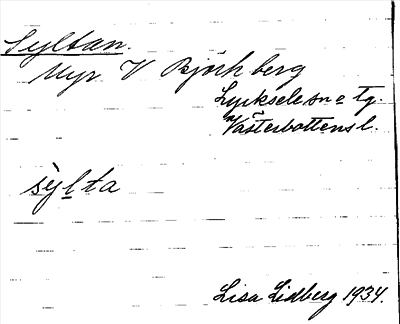 Syltan.
Myr V Björkberg
Lycksele sn o tg.
Västerbottens l.
sỳlta
Lisa Lidberg 1934.